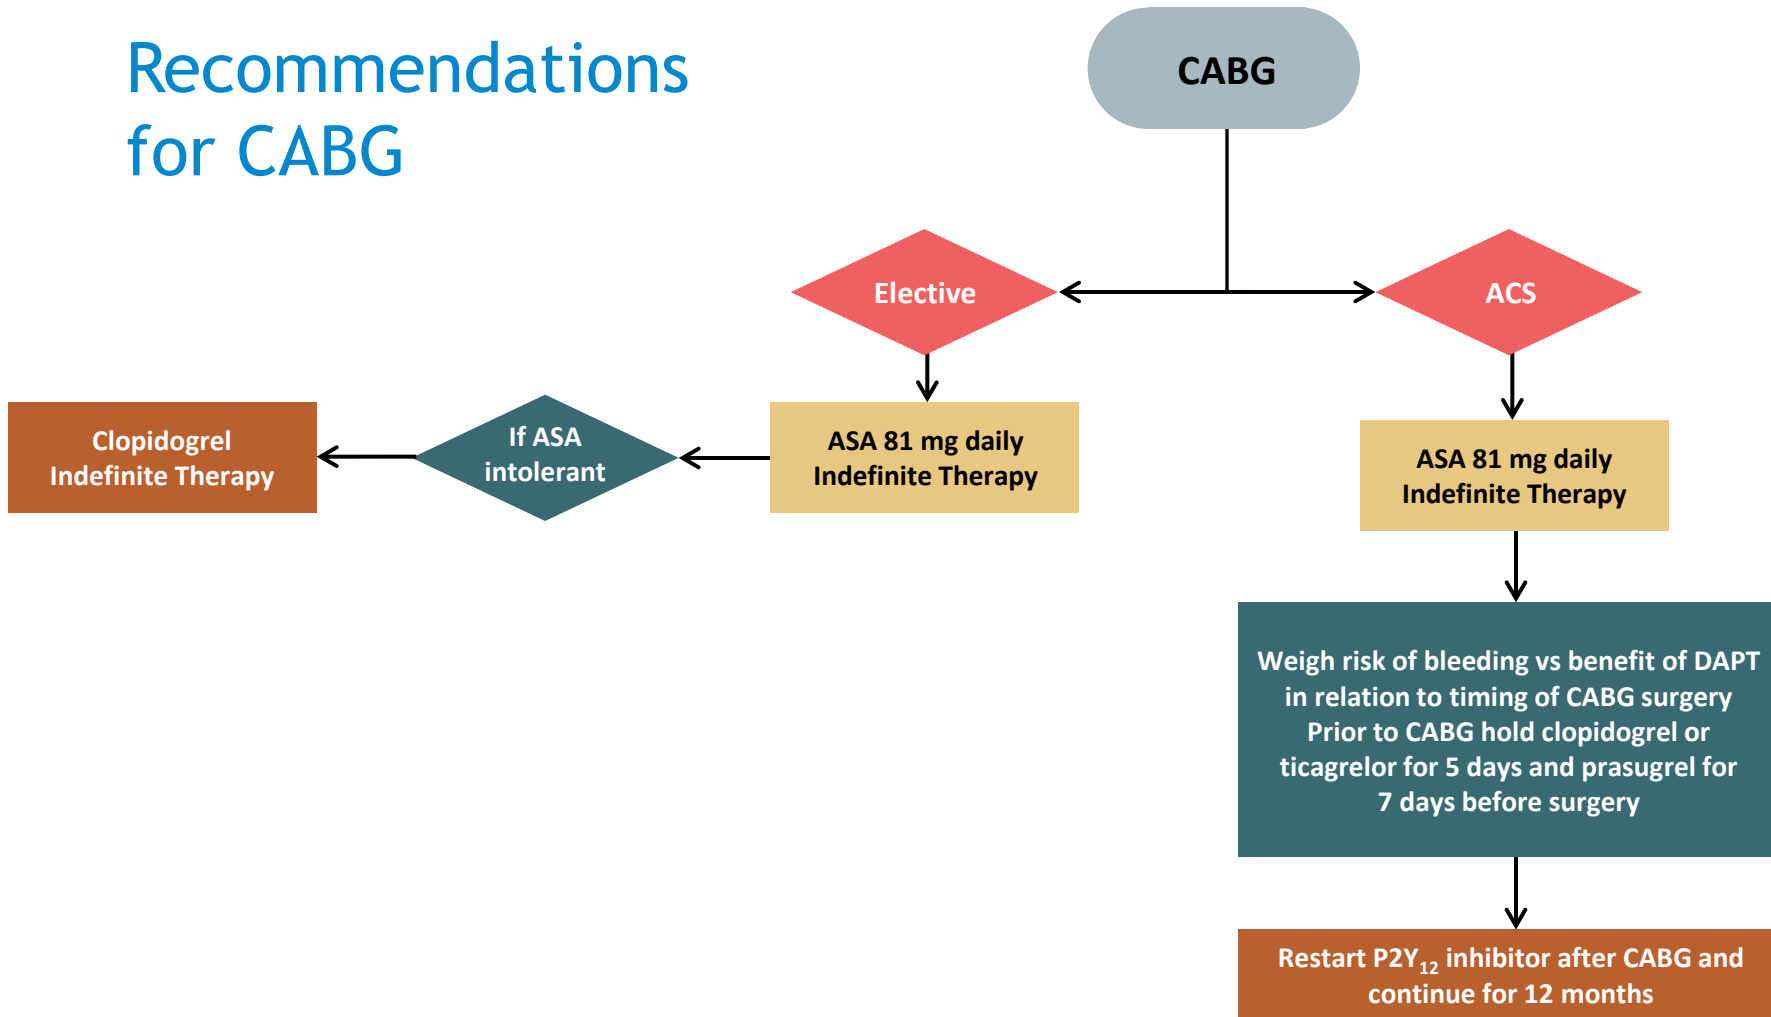 Recommendations
for CABG
CABG
Elective
ACS
Clopidogrel
Indefinite Therapy
If ASA
intolerant
ASA 81 mg daily
Indefinite Therapy
ASA 81 mg daily
Indefinite Therapy
Weigh risk of bleeding vs benefit of DAPT
in relation to timing of CABG surgery
Prior to CABG hold clopidogrel or
ticagrelor for 5 days and prasugrel for
7 days before surgery
Restart P2Y₁₂ inhibitor after CABG and
continue for 12 months